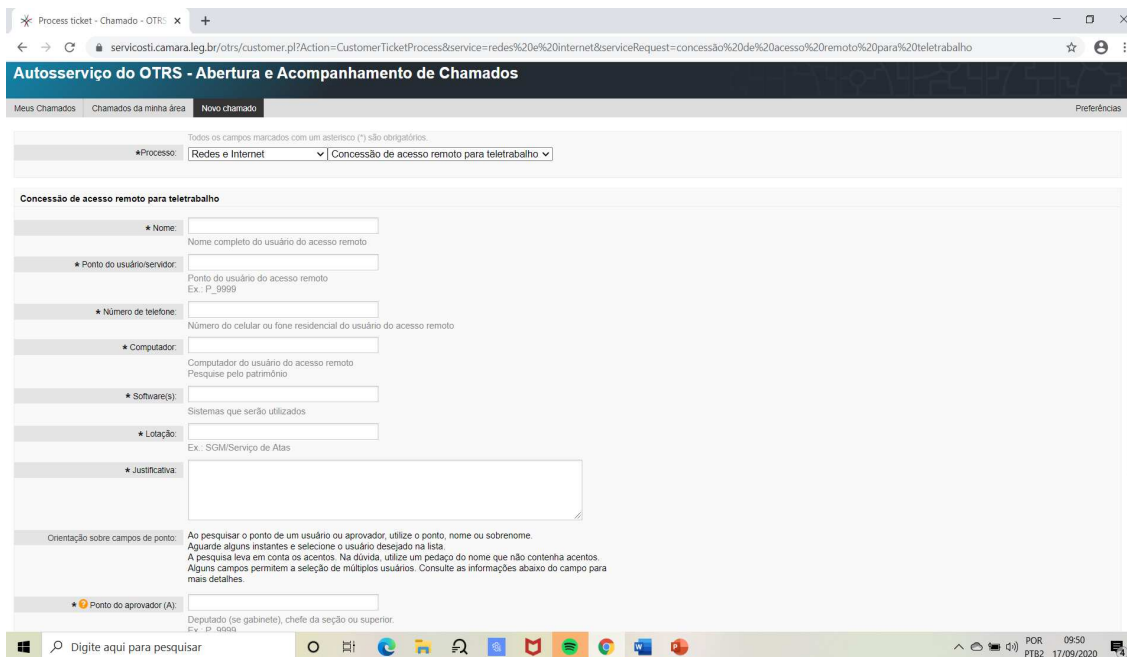 Process ticket - Chamado - OTRS
servicosti.camara.leg.br/otrs/customer.pl?Action=CustomerTicketProcess&service=redes%20e%20internet&serviceRequest=concessão%20de%20acesso%20remoto%20para%20teletrabalho
Autosserviço do OTRS - Abertura e Acompanhamento de Chamados
Meus Chamados Chamados da minha área Novo chamado Preferências
Todos os campos marcados com um asterisco (*) são obrigatórios.
*Processo: Redes e Internet Concessão de acesso remoto para teletrabalho
Concessão de acesso remoto para teletrabalho
* Nome:
Nome completo do usuário do acesso remoto
* Ponto do usuário/servidor:
Ponto do usuário do acesso remoto
Ex.: P_9999
* Número de telefone:
Número do celular ou fone residencial do usuário do acesso remoto
* Computador:
Computador do usuário do acesso remoto
Pesquise pelo patrimônio
* Software(s):
Sistemas que serão utilizados
* Lotação:
Ex.: SGM/Serviço de Atas
* Justificativa:
Orientação sobre campos de ponto: Ao pesquisar o ponto de um usuário ou aprovador, utilize o ponto, nome ou sobrenome.
Aguarde alguns instantes e selecione o usuário desejado na lista.
A pesquisa leva em conta os acentos. Na dúvida, utilize um pedaço do nome que não contenha acentos.
Alguns campos permitem a seleção de múltiplos usuários. Consulte as informações abaixo do campo para
mais detalhes.
* Ponto do aprovador (A):
Deputado (se gabinete), chefe da seção ou superior.
Ex.: P_9999
Digite aqui para pesquisar
POR 09:50
PTB2 17/09/2020
4